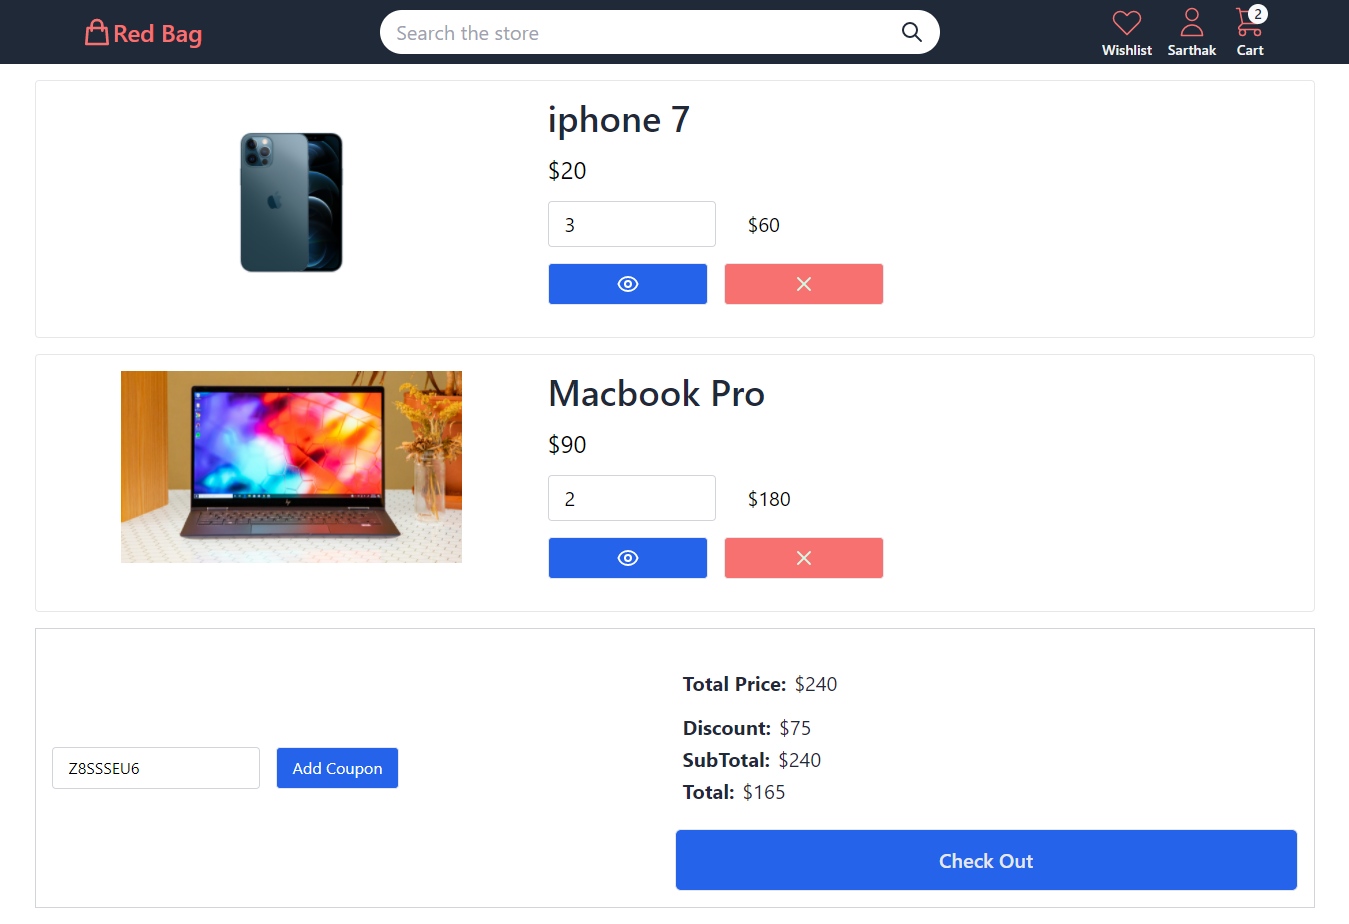 Red Bag
Search the store
Wishlist
Sarthak
2
Cart
iphone 7
$20
3
$60
Macbook Pro
$90
2
$180
Z8SSSEU6
Add Coupon
Total Price: $240
Discount: $75
SubTotal: $240
Total: $165
Check Out